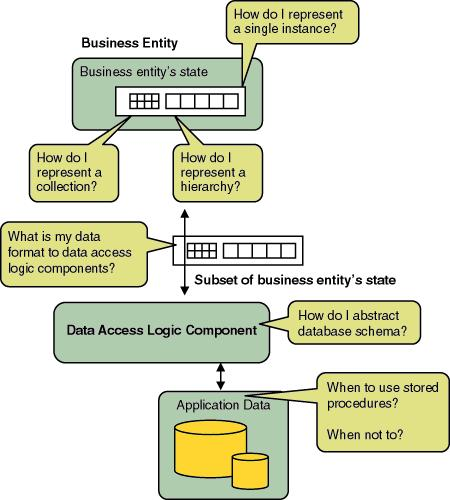 How do I represent
a single instance?
Business Entity
Business entity's state
How do I
represent a
collection?
How do I
represent a
hierarchy?
What is my data
format to data access
logic components?
Subset of business entity's state
Data Access Logic Component
How do I abstract
database schema?
Application Data
When to use stored
procedures?
When not to?